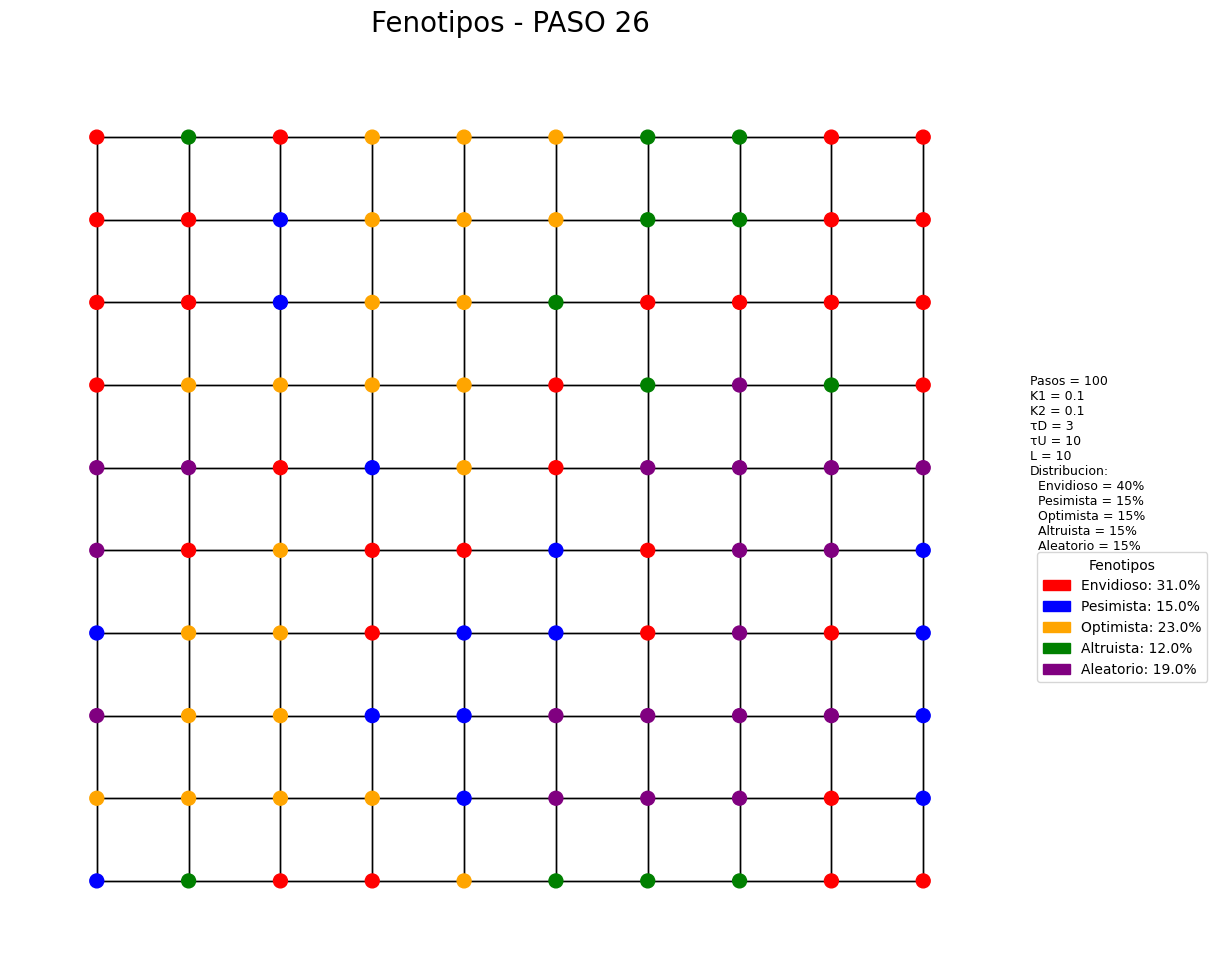 Fenotipos - PASO 26
Pasos = 100
K1 = 0.1
K2 = 0.1
τD = 3
τU = 10
L = 10
Distribucion:
Envidioso = 40%
Pesimista = 15%
Optimista = 15%
Altruista = 15%
Aleatorio = 15%
Fenotipos
Envidioso: 31.0%
Pesimista: 15.0%
Optimista: 23.0%
Altruista: 12.0%
Aleatorio: 19.0%